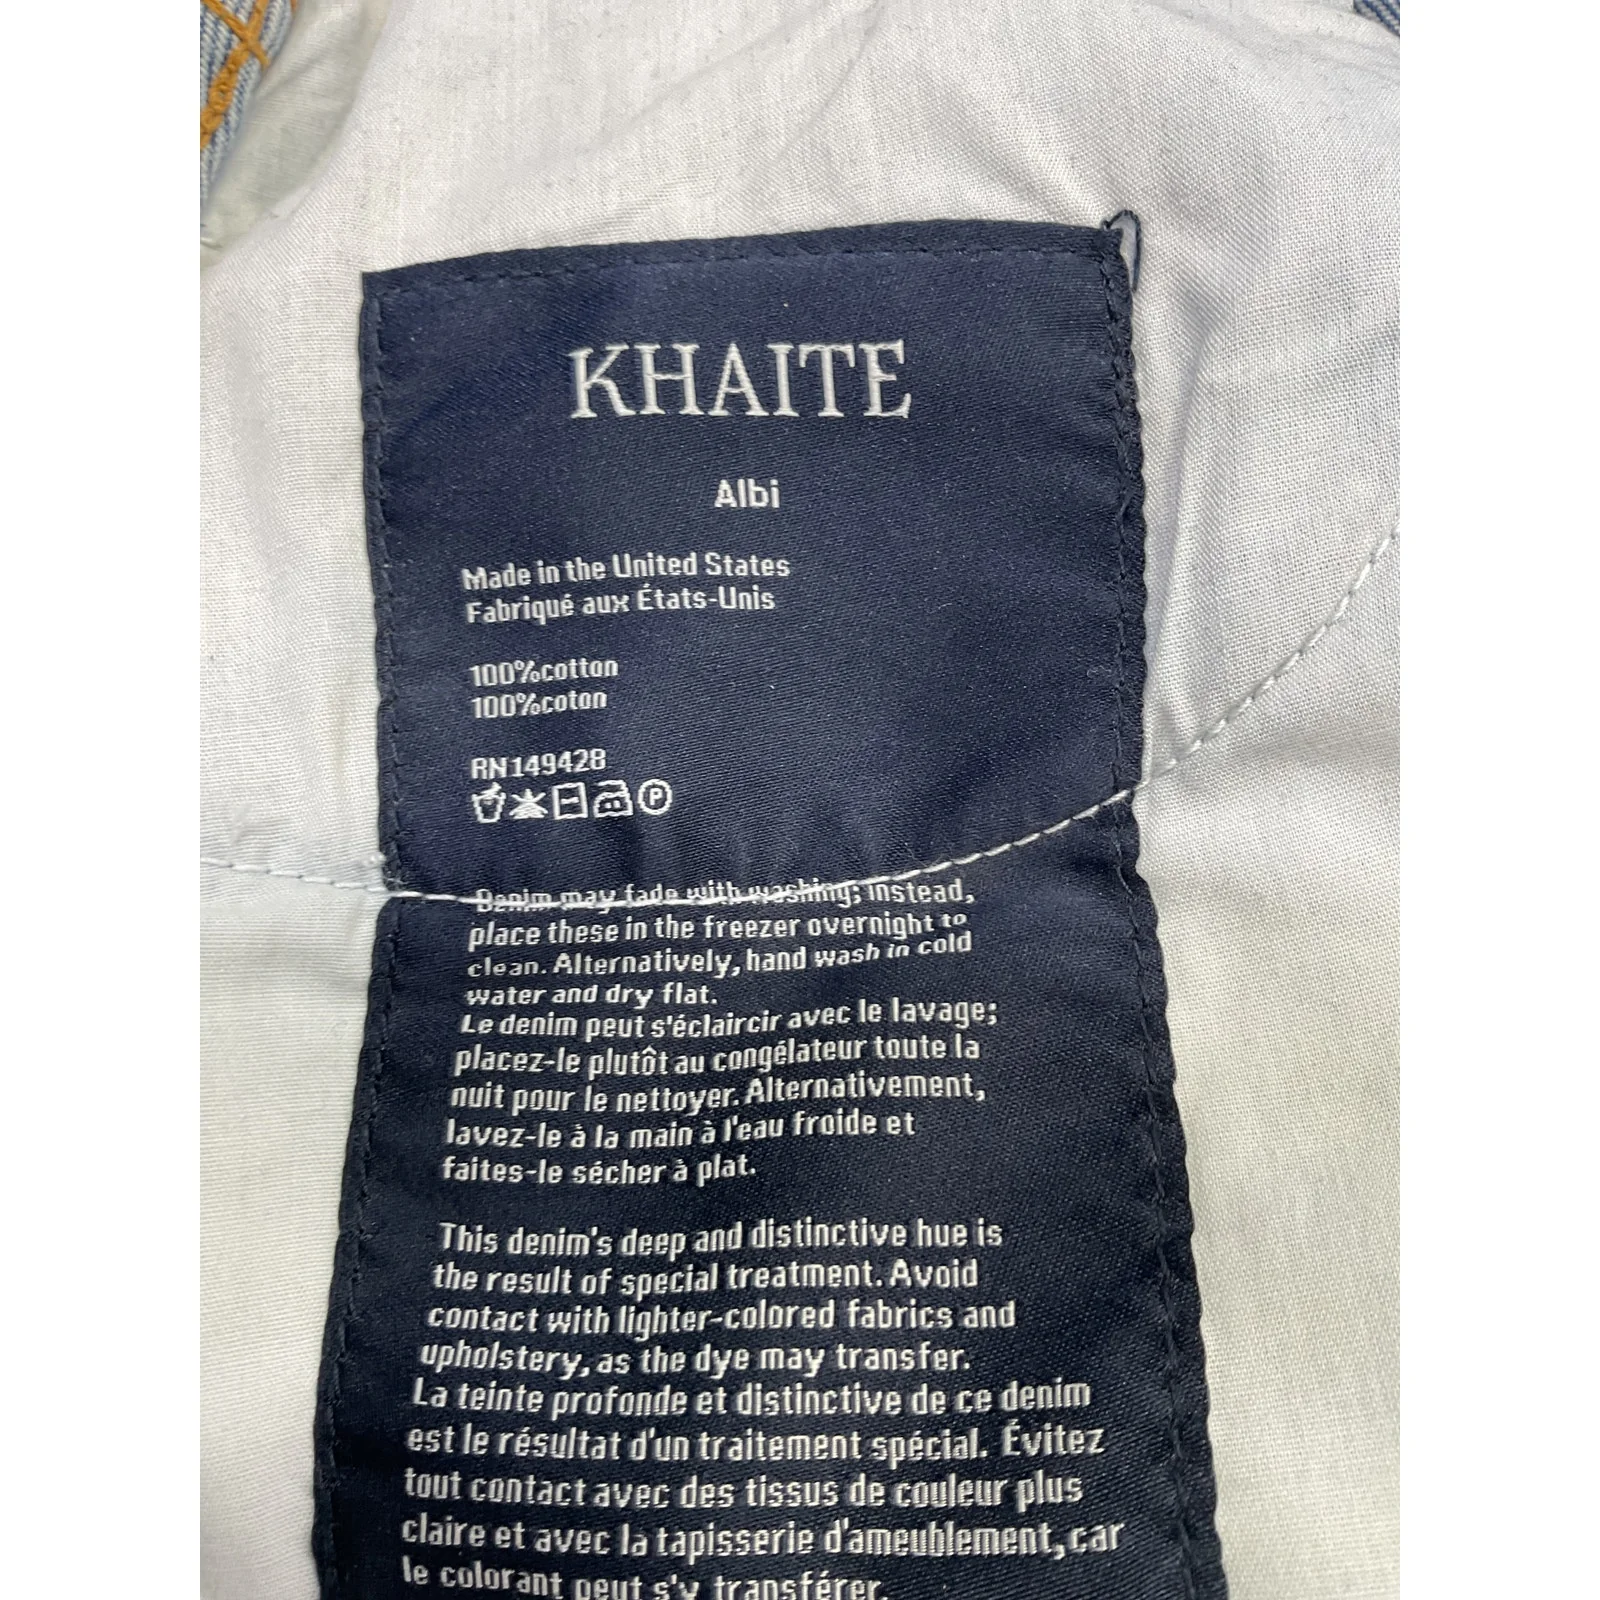 KHAITE
Albi
Made in the United States
Fabriqué aux États-Unis
100%cotton
100%coton
RN149428
P
Denim may fade with washing; instead,
place these in the freezer overnight to
clean. Alternatively, hand wash in cold
water and dry flat.
Le denim peut s'éclaircir avec le lavage;
placez-le plutôt au congélateur toute la
nuit pour le nettoyer. Alternativement,
lavez-le à la main à l'eau froide et
faites-le sécher à plat.
This denim's deep and distinctive hue is
the result of special treatment. Avoid
contact with lighter-colored fabrics and
upholstery, as the dye may transfer.
La teinte profonde et distinctive de ce denim
est le résultat d'un traitement spécial. Évitez
tout contact avec des tissus de couleur plus
claire et avec la tapisserie d'ameublement, car
le colorant peut s'y transférer.